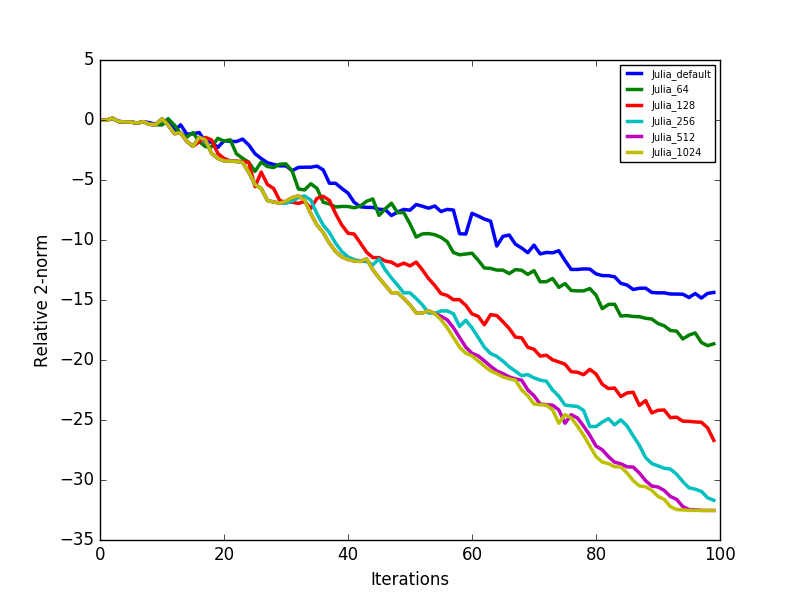 5
0
−5
−10
−15
−20
−25
−30
−35
0 20 40 60 80 100
Relative 2-norm
Iterations
Julia_default
Julia_64
Julia_128
Julia_256
Julia_512
Julia_1024